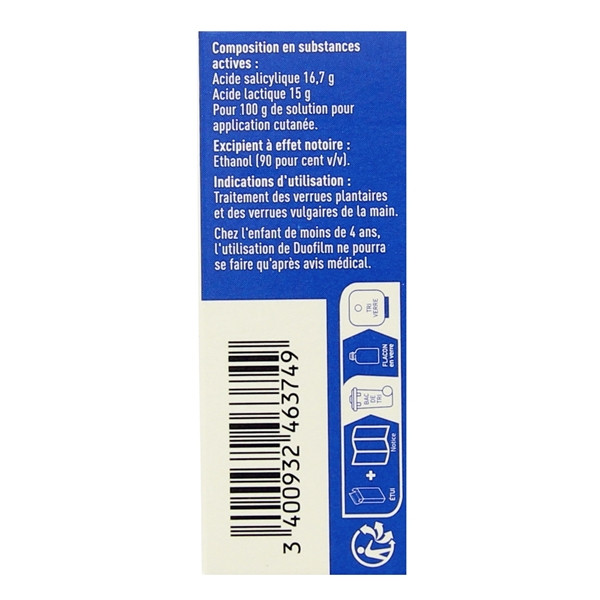 Composition en substances
actives :
Acide salicylique 16,7 g
Acide lactique 15 g
Pour 100 g de solution pour
application cutanée.
Excipient à effet notoire :
Ethanol (90 pour cent v/v).
Indications d'utilisation :
Traitement des verrues plantaires
et des verrues vulgaires de la main.
Chez l'enfant de moins de 4 ans,
l'utilisation de Duofilm ne pourra
se faire qu'après avis médical.
TRI
VERRE
FLACON
en verre
BAC
DE
TRI
Notice
+
ÉTUI
3 400932 463749